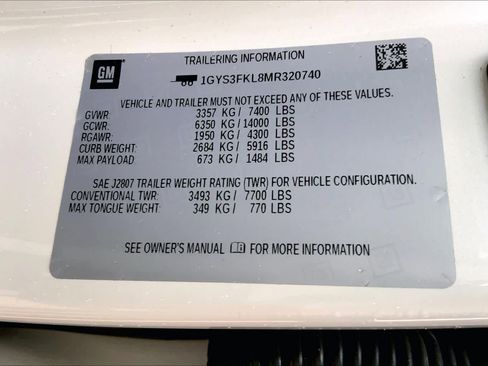 GM
TRAILERING INFORMATION
1GYS3FKL8MR320740
VEHICLE AND TRAILER MUST NOT EXCEED ANY OF THESE VALUES.
GVWR: 3357 KG / 7400 LBS
GCWR: 6350 KG / 14000 LBS
RGAWR: 1950 KG / 4300 LBS
CURB WEIGHT: 2684 KG / 5916 LBS
MAX PAYLOAD: 673 KG / 1484 LBS
SAE J2807 TRAILER WEIGHT RATING (TWR) FOR VEHICLE CONFIGURATION.
CONVENTIONAL TWR: 3493 KG / 7700 LBS
MAX TONGUE WEIGHT: 349 KG / 770 LBS
SEE OWNER'S MANUAL FOR MORE INFORMATION